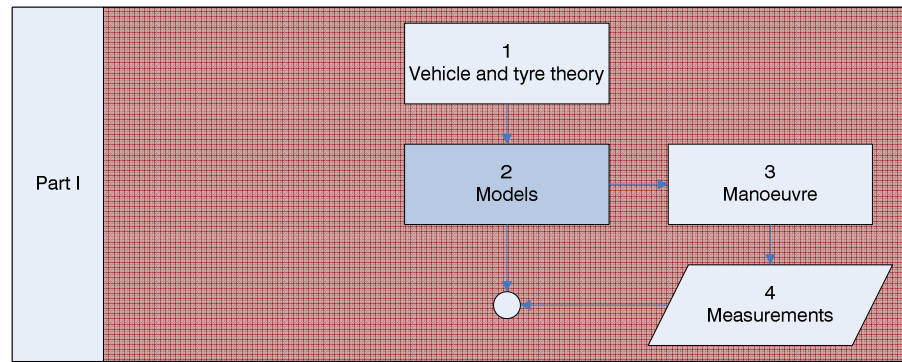 Part I
1
Vehicle and tyre theory
2
Models
3
Manoeuvre
4
Measurements